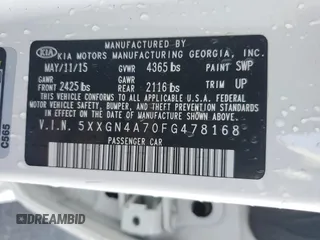 KIA MANUFACTURED BY
KIA MOTORS MANUFACTURING GEORGIA, INC.
MAY/11/15 GVWR 4365 lbs PAINT SWP
GAWR FRONT 2425 lbs GAWR REAR 2116 lbs TRIM UP
THIS VEHICLE CONFORMS TO ALL APPLICABLE FEDERAL MOTOR VEHICLE
SAFETY, BUMPER, AND THEFT PREVENTION STANDARDS IN
EFFECT ON THE DATE OF MANUFACTURE SHOWN ABOVE.
V.I.N. 5XXGN4A70FG478168
PASSENGER CAR
C565
© DREAMBID.COM